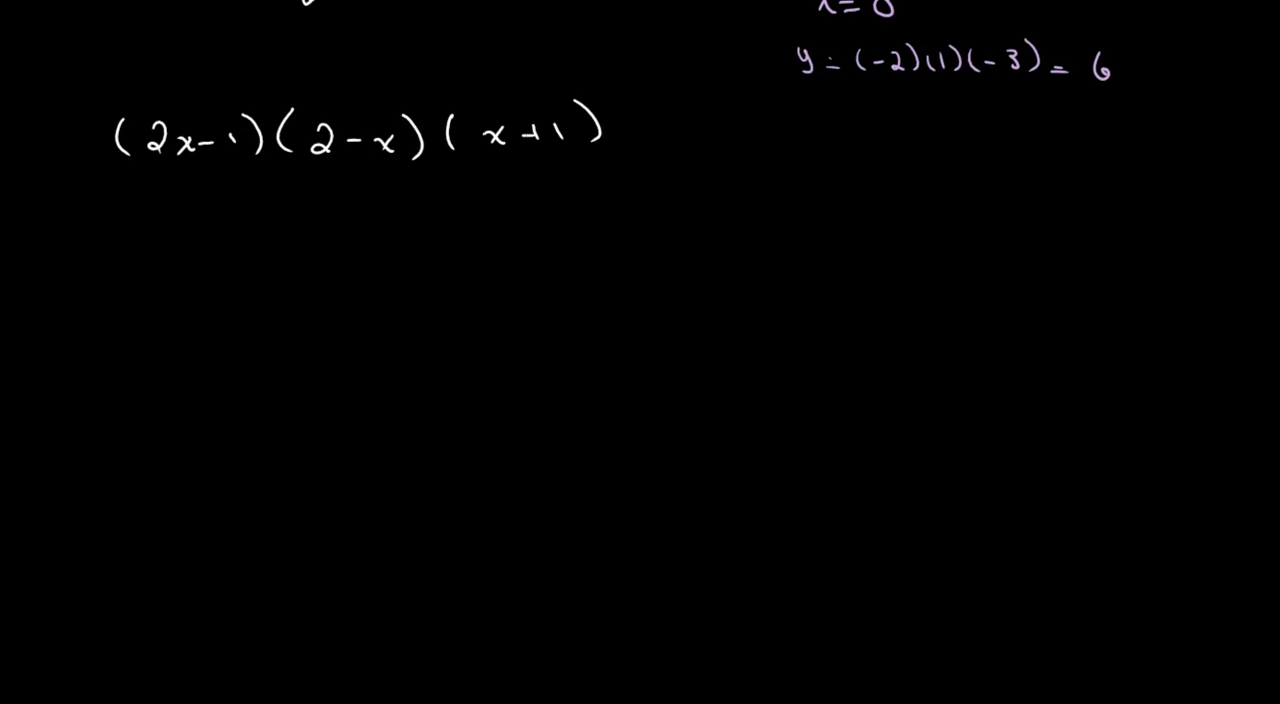 x = 0
y = (-2)(1)(-3) = 6
(2x-1)(2-x)(x+1)